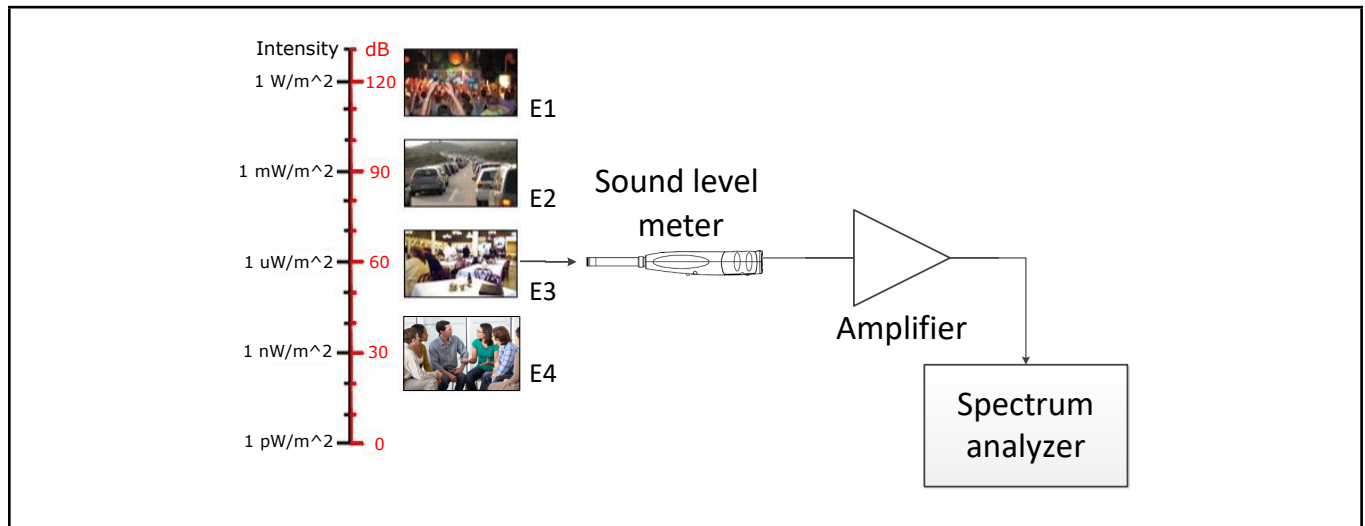 Intensity dB
1 W/m^2 120
E1
1 mW/m^2 90
E2
Sound level
meter
1 uW/m^2 60
E3
Amplifier
1 nW/m^2 30
E4
Spectrum
analyzer
1 pW/m^2 0